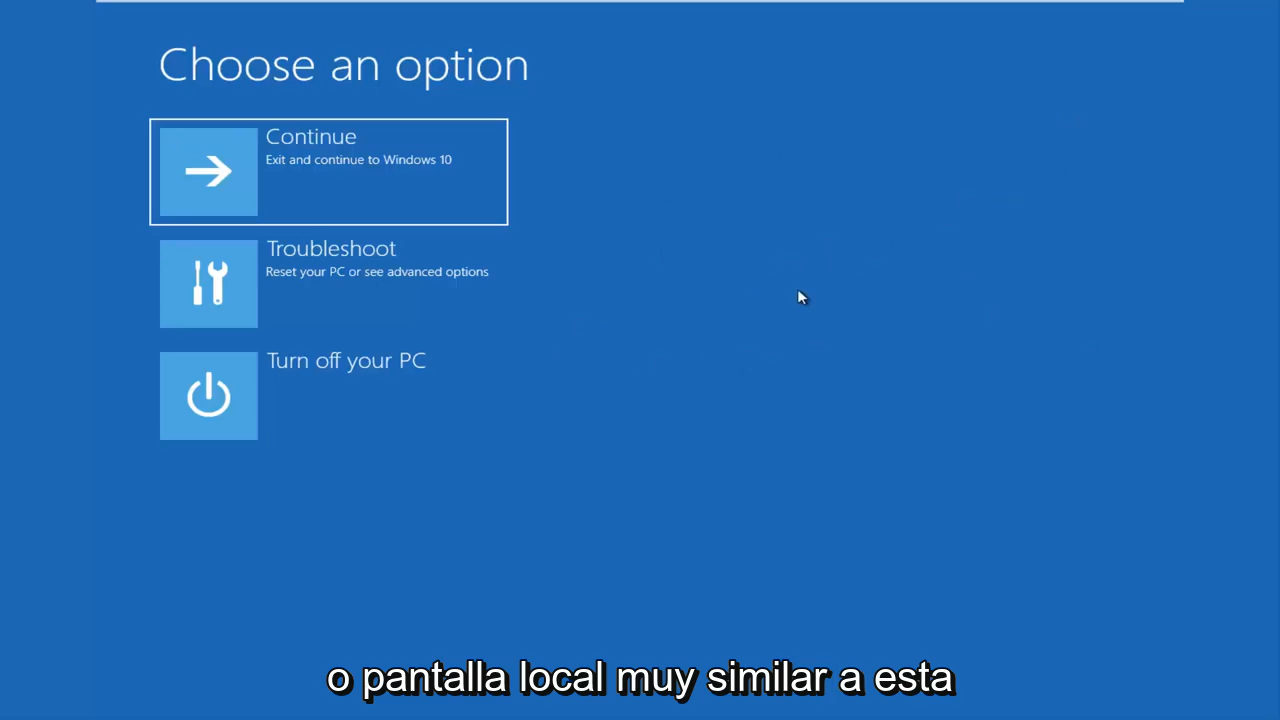 Choose an option
Continue
Exit and continue to Windows 10
Troubleshoot
Reset your PC or see advanced options
Turn off your PC
o pantalla local muy similar a esta